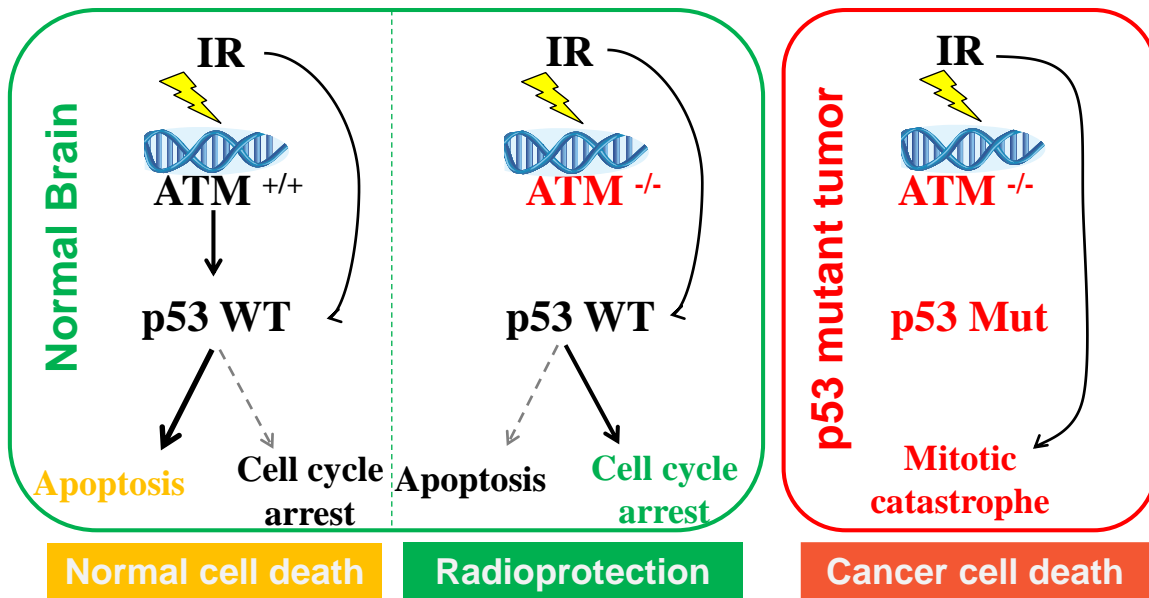 Normal Brain
IR
ATM +/+
p53 WT
Apoptosis
Cell cycle
arrest
Normal cell death
IR
ATM -/-
p53 WT
Apoptosis
Cell cycle
arrest
Radioprotection
p53 mutant tumor
IR
ATM -/-
p53 Mut
Mitotic
catastrophe
Cancer cell death